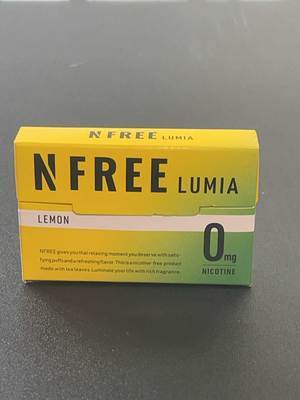 N FREE LUMIA
N FREE LUMIA
LEMON
0mg
NICOTINE
NFREE gives you that relaxing moment you deserve with satis-
fying puffs and a refreshing flavor. This is a nicotine-free product
made with tea leaves. Luminate your life with rich fragrance.